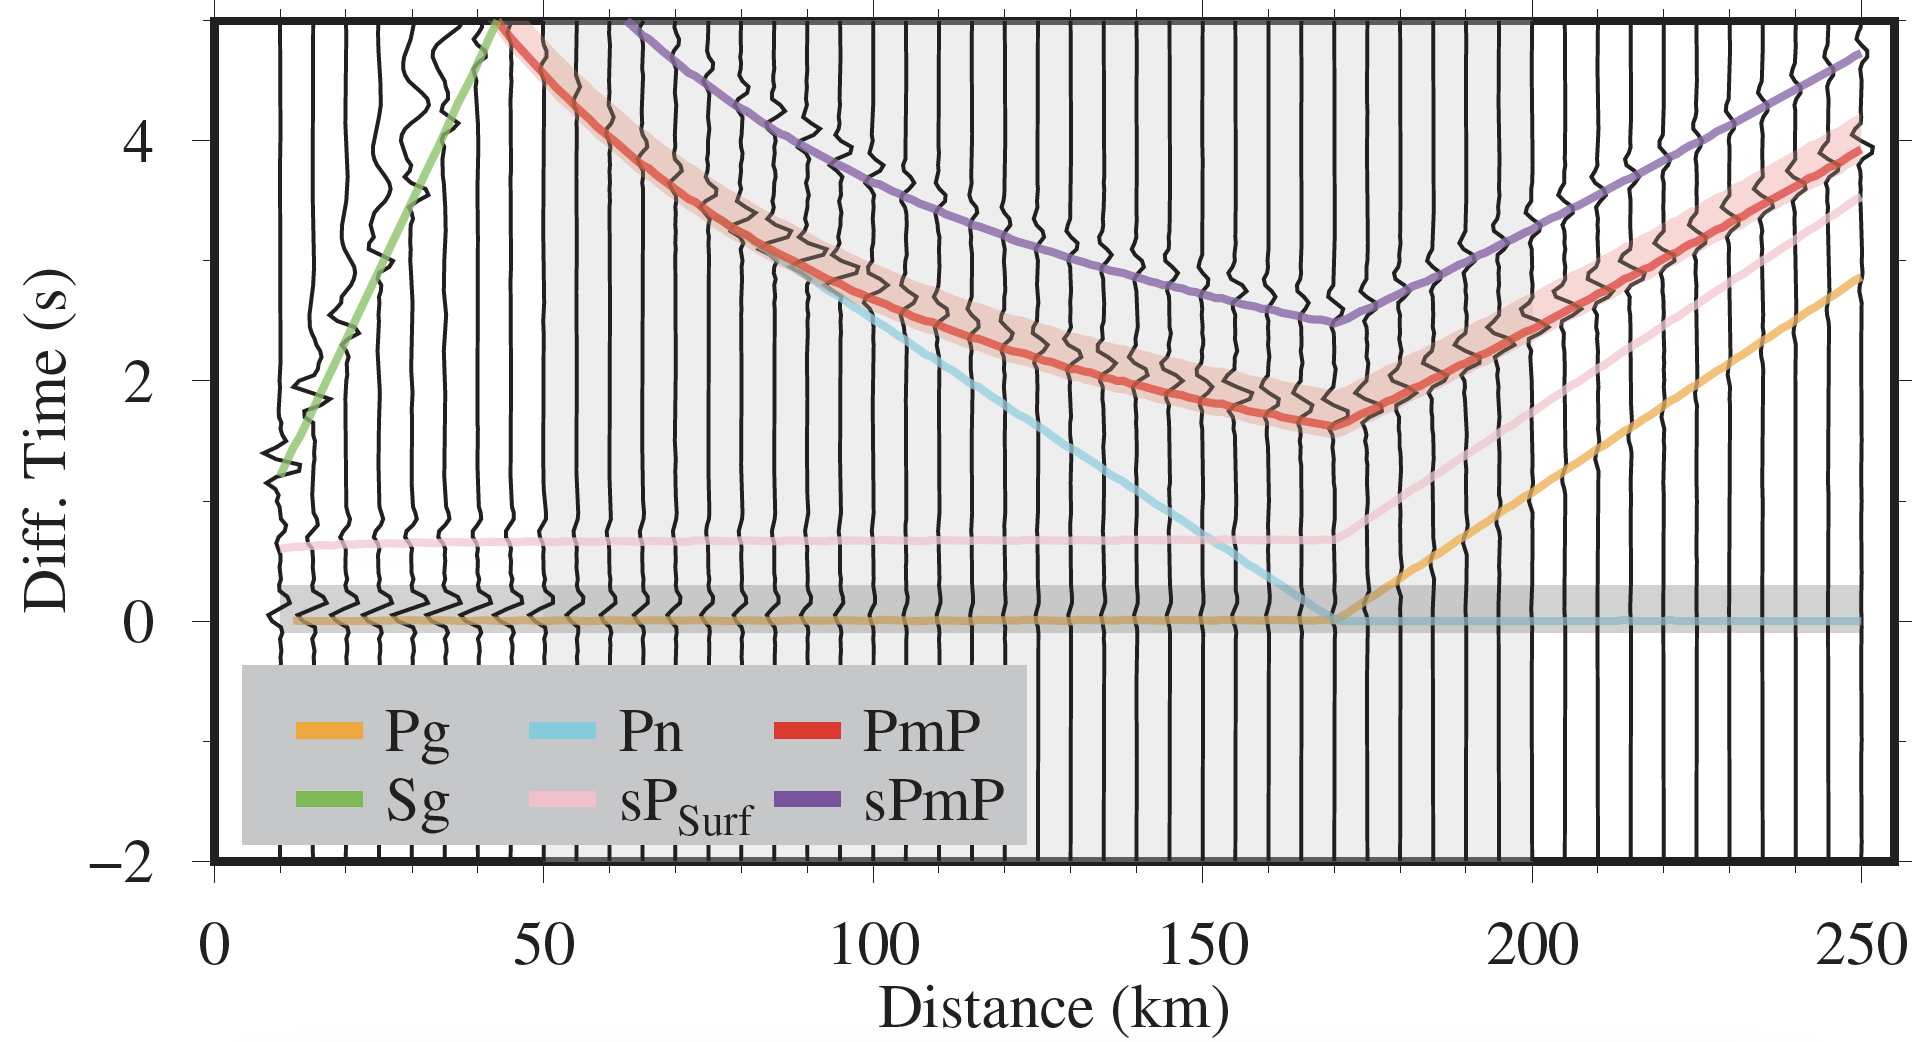 Diff. Time (s)
4
2
0
−2
Pg Pn PmP
Sg sPSurf sPmP
0 50 100 150 200 250
Distance (km)